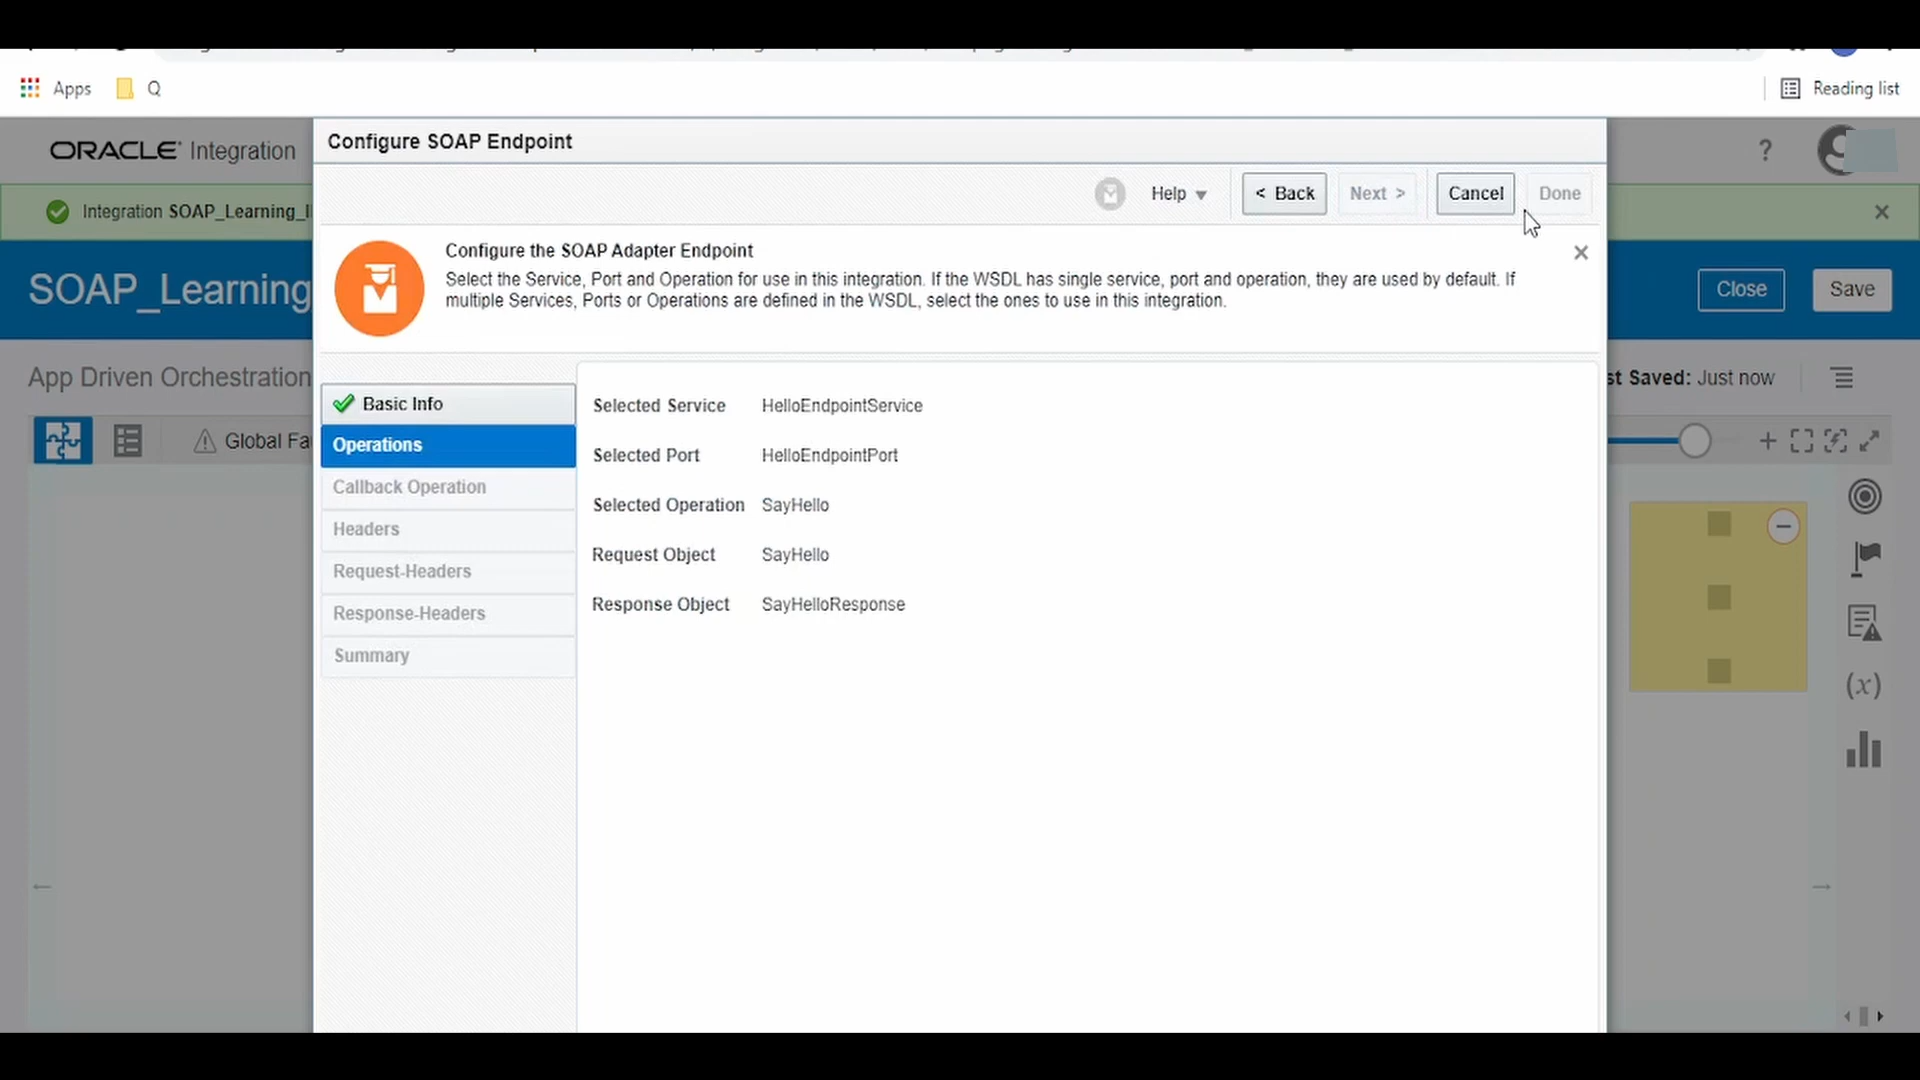 Apps
Q
Reading list
ORACLE Integration
Configure SOAP Endpoint
?
Help
< Back
Next >
Cancel
Done
Integration SOAP_Learning_I
Configure the SOAP Adapter Endpoint
Select the Service, Port and Operation for use in this integration. If the WSDL has single service, port and operation, they are used by default. If
multiple Services, Ports or Operations are defined in the WSDL, select the ones to use in this integration.
SOAP_Learning
Close
Save
App Driven Orchestration
st Saved: Just now
Global Fa
Basic Info
Operations
Callback Operation
Headers
Request-Headers
Response-Headers
Summary
Selected Service HelloEndpointService
Selected Port HelloEndpointPort
Selected Operation SayHello
Request Object SayHello
Response Object SayHelloResponse
(x)